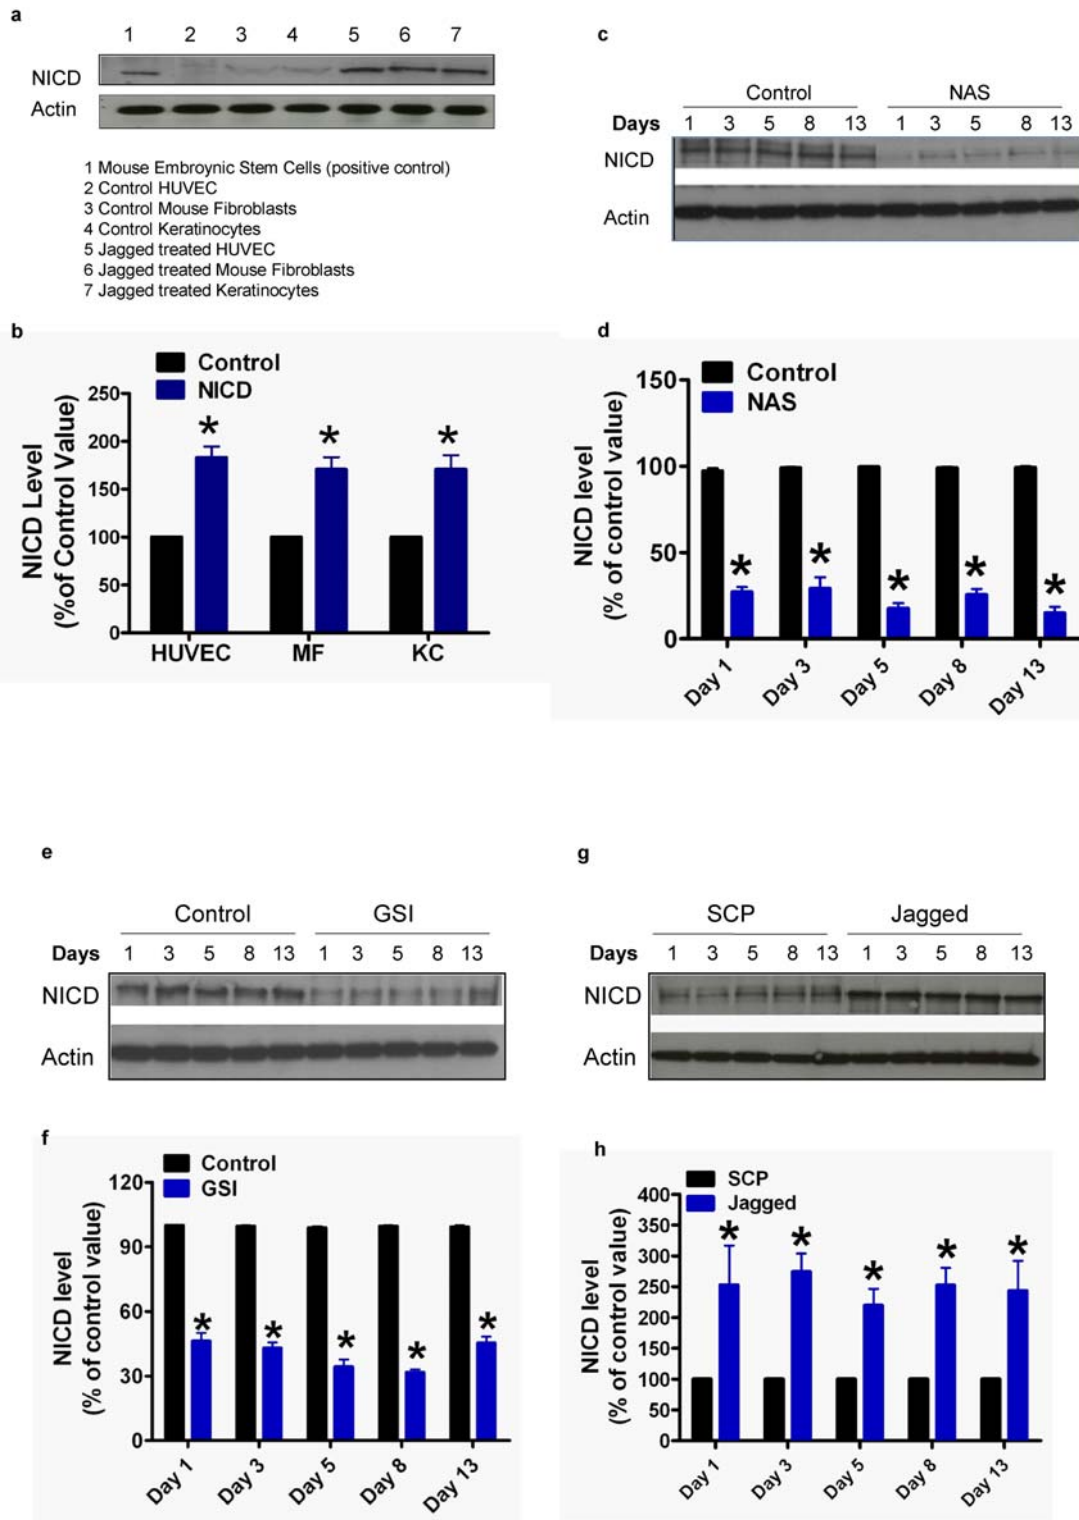 a
1 2 3 4 5 6 7
NICD
Actin
1 Mouse Embroynic Stem Cells (positive control)
2 Control HUVEC
3 Control Mouse Fibroblasts
4 Control Keratinocytes
5 Jagged treated HUVEC
6 Jagged treated Mouse Fibroblasts
7 Jagged treated Keratinocytes
c
Control NAS
Days 1 3 5 8 13 1 3 5 8 13
NICD
Actin
b
Control
NICD
NICD Level
(%of Control Value)
250
200
150
100
50
0
* * *
HUVEC MF KC
d
Control
NAS
NICD level
(% of control value)
150
100
50
0
* * * * *
Day 1 Day 3 Day 5 Day 8 Day 13
e
Control GSI
Days 1 3 5 8 13 1 3 5 8 13
NICD
Actin
g
SCP Jagged
Days 1 3 5 8 13 1 3 5 8 13
NICD
Actin
f
Control
GSI
NICD level
(% of control value)
120
90
60
30
0
* * * * *
Day 1 Day 3 Day 5 Day 8 Day 13
h
SCP
Jagged
NICD level
(% of control value)
400
350
300
250
200
150
100
50
0
* * * * *
Day 1 Day 3 Day 5 Day 8 Day 13